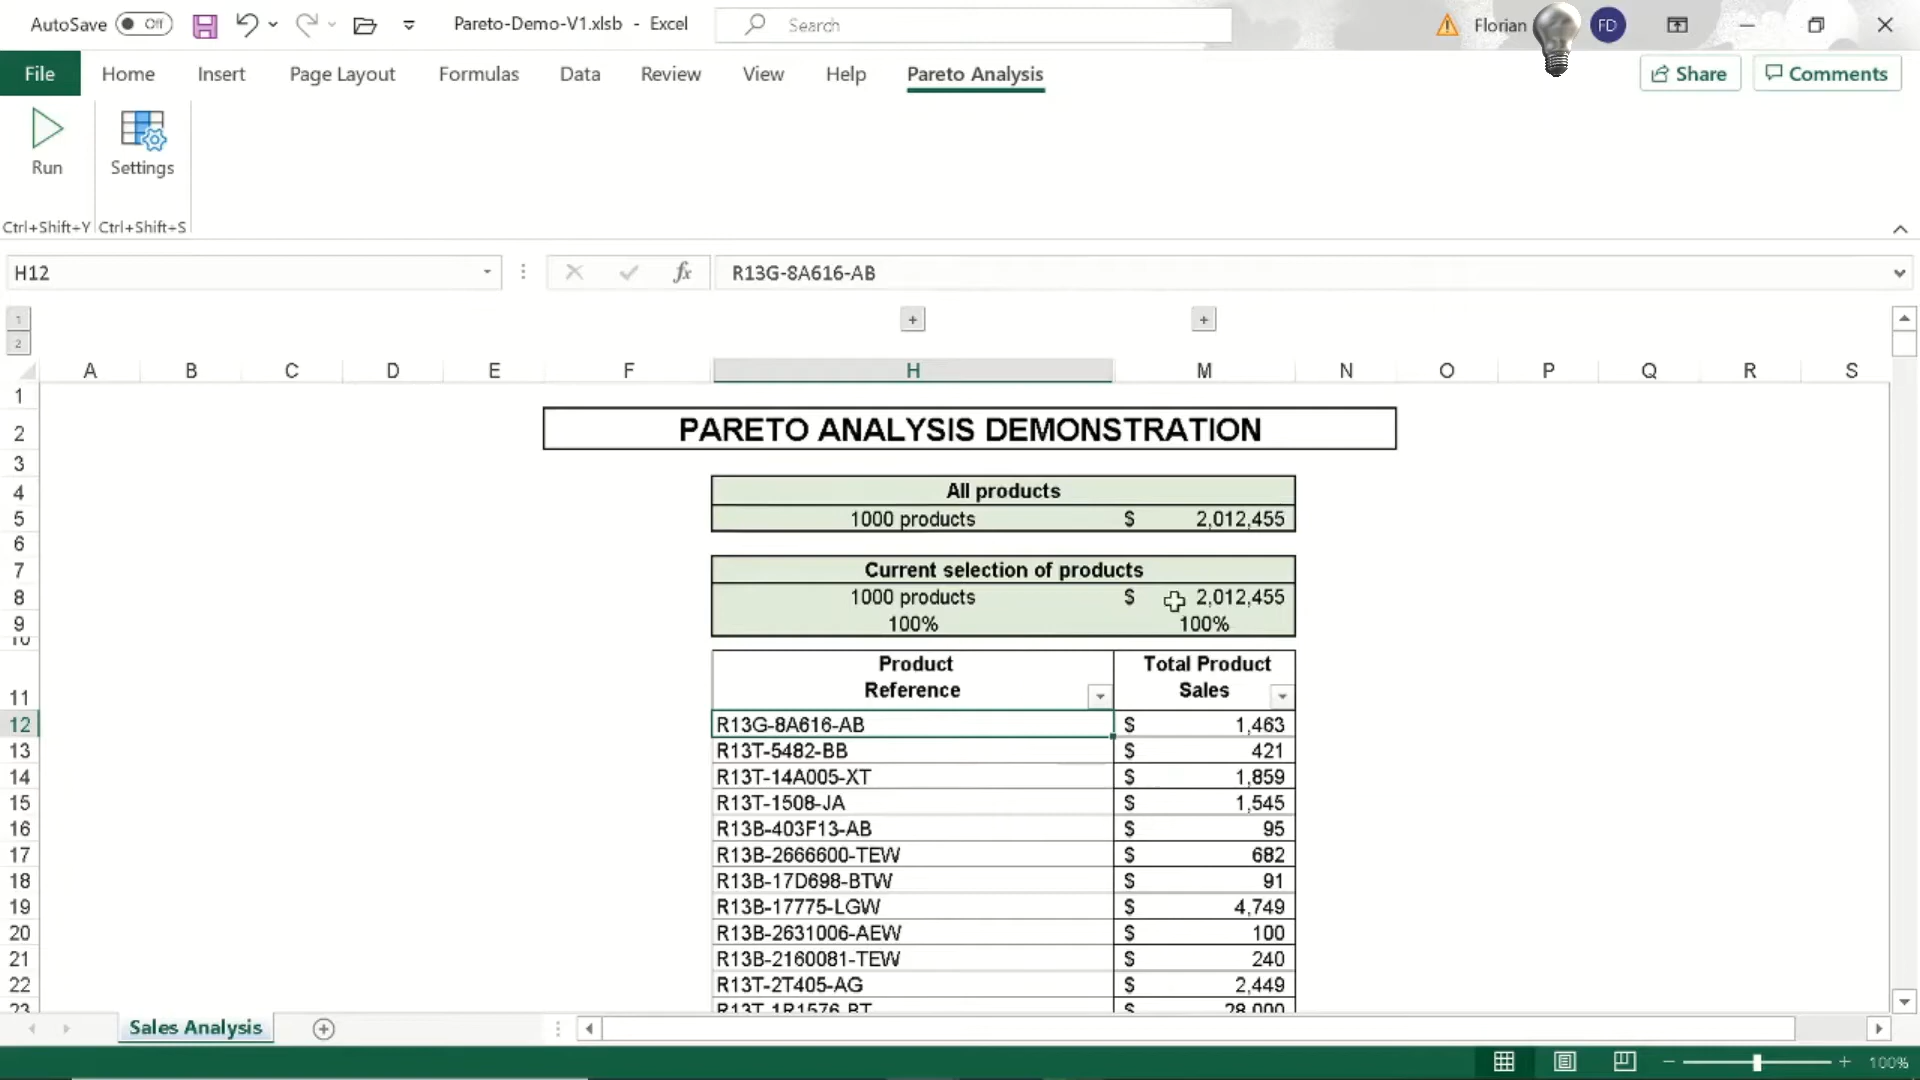 AutoSave Off Pareto-Demo-V1.xlsb - Excel Search Florian FD
File Home Insert Page Layout Formulas Data Review View Help Pareto Analysis Share Comments
Run Settings
Ctrl+Shift+Y Ctrl+Shift+S
H12 fx R13G-8A616-AB
1
2
A B C D E F H M N O P Q R S
1
2 PARETO ANALYSIS DEMONSTRATION
3
4 All products
5 1000 products $ 2,012,455
6
7 Current selection of products
8 1000 products $ 2,012,455
9 100% 100%
10
11 Product Reference Total Product Sales
12 R13G-8A616-AB $ 1,463
13 R13T-5482-BB $ 421
14 R13T-14A005-XT $ 1,859
15 R13T-1508-JA $ 1,545
16 R13B-403F13-AB $ 95
17 R13B-2666600-TEW $ 682
18 R13B-17D698-BTW $ 91
19 R13B-17775-LGW $ 4,749
20 R13B-2631006-AEW $ 100
21 R13B-2160081-TEW $ 240
22 R13T-2T405-AG $ 2,449
23 $ 28,000
Sales Analysis
100%